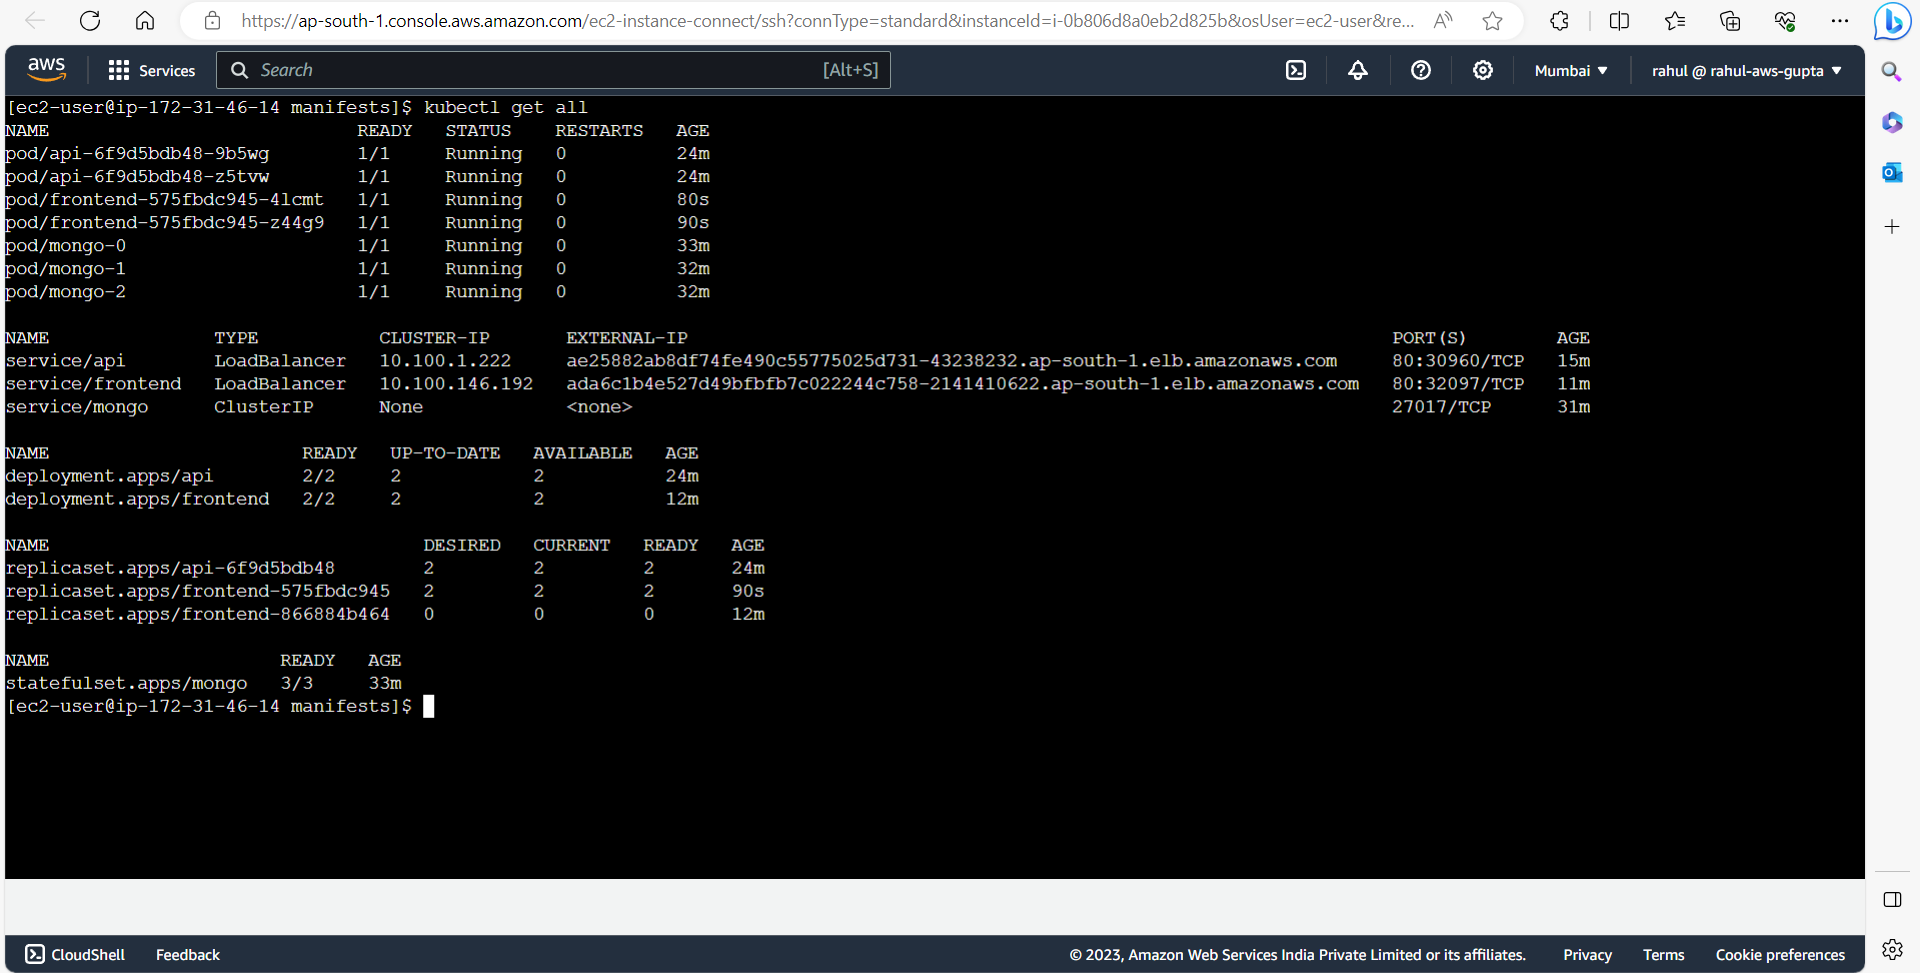 https://ap-south-1.console.aws.amazon.com/ec2-instance-connect/ssh?connType=standard&instanceId=i-0b806d8a0eb2d825b&osUser=ec2-user&re...
aws Services Search [Alt+S] Mumbai ▼ rahul @ rahul-aws-gupta ▼
[ec2-user@ip-172-31-46-14 manifests]$ kubectl get all
NAME READY STATUS RESTARTS AGE
pod/api-6f9d5bdb48-9b5wg 1/1 Running 0 24m
pod/api-6f9d5bdb48-z5tvw 1/1 Running 0 24m
pod/frontend-575fbdc945-4lcmt 1/1 Running 0 80s
pod/frontend-575fbdc945-z44g9 1/1 Running 0 90s
pod/mongo-0 1/1 Running 0 33m
pod/mongo-1 1/1 Running 0 32m
pod/mongo-2 1/1 Running 0 32m
NAME TYPE CLUSTER-IP EXTERNAL-IP PORT(S) AGE
service/api LoadBalancer 10.100.1.222 ae25882ab8df74fe490c55775025d731-43238232.ap-south-1.elb.amazonaws.com 80:30960/TCP 15m
service/frontend LoadBalancer 10.100.146.192 ada6c1b4e527d49bfbfb7c022244c758-2141410622.ap-south-1.elb.amazonaws.com 80:32097/TCP 11m
service/mongo ClusterIP None <none> 27017/TCP 31m
NAME READY UP-TO-DATE AVAILABLE AGE
deployment.apps/api 2/2 2 2 24m
deployment.apps/frontend 2/2 2 2 12m
NAME DESIRED CURRENT READY AGE
replicaset.apps/api-6f9d5bdb48 2 2 2 24m
replicaset.apps/frontend-575fbdc945 2 2 2 90s
replicaset.apps/frontend-866884b464 0 0 0 12m
NAME READY AGE
statefulset.apps/mongo 3/3 33m
[ec2-user@ip-172-31-46-14 manifests]$
CloudShell Feedback © 2023, Amazon Web Services India Private Limited or its affiliates. Privacy Terms Cookie preferences